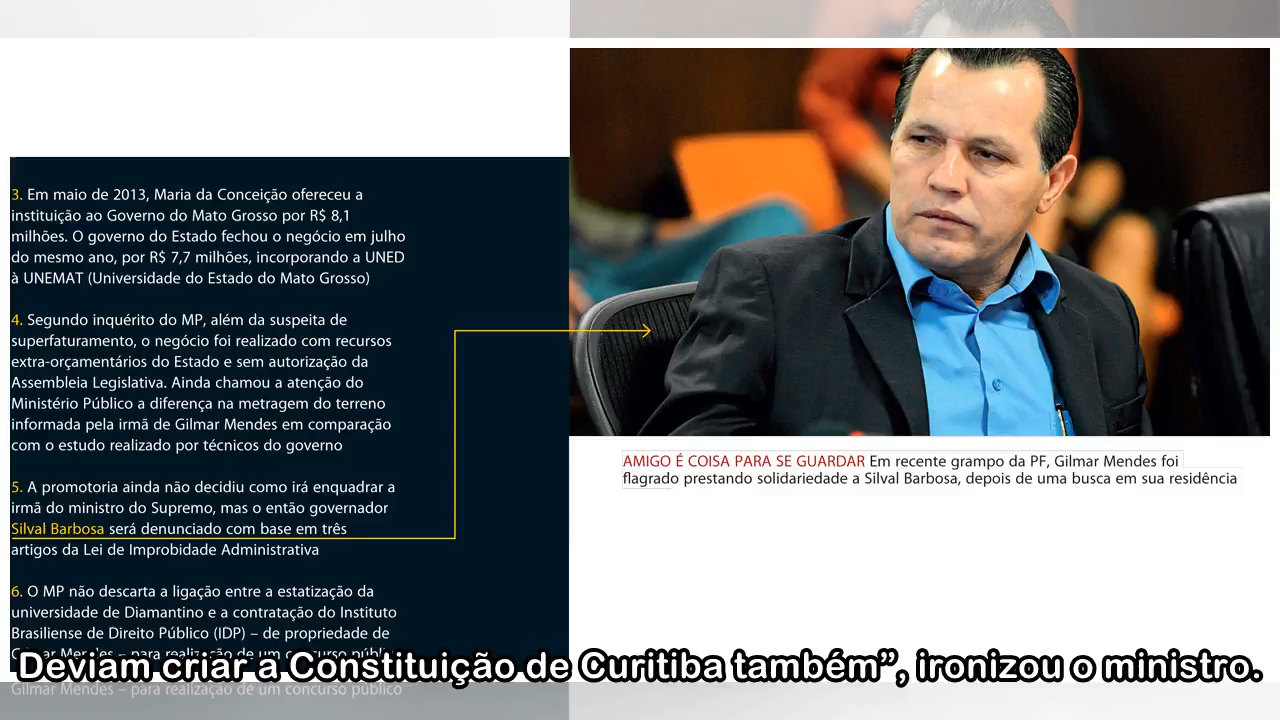 3. Em maio de 2013, Maria da Conceição ofereceu a
instituição ao Governo do Mato Grosso por R$ 8,1
milhões. O governo do Estado fechou o negócio em julho
do mesmo ano, por R$ 7,7 milhões, incorporando a UNED
à UNEMAT (Universidade do Estado do Mato Grosso)
4. Segundo inquérito do MP, além da suspeita de
superfaturamento, o negócio foi realizado com recursos
extra-orçamentários do Estado e sem autorização da
Assembleia Legislativa. Ainda chamou a atenção do
Ministério Público a diferença na metragem do terreno
informada pela irmã de Gilmar Mendes em comparação
com o estudo realizado por técnicos do governo
5. A promotoria ainda não decidiu como irá enquadrar a
irmã do ministro do Supremo, mas o então governador
Silval Barbosa será denunciado com base em três
artigos da Lei de Improbidade Administrativa
6. O MP não descarta a ligação entre a estatização da
universidade de Diamantino e a contratação do Instituto
Brasiliense de Direito Público (IDP) – de propriedade de
Gilmar Mendes – para realização de um concurso público
AMIGO É COISA PARA SE GUARDAR Em recente grampo da PF, Gilmar Mendes foi
flagrado prestando solidariedade a Silval Barbosa, depois de uma busca em sua residência
Deviam criar a Constituição de Curitiba também”, ironizou o ministro.
Gilmar Mendes – para realização de um concurso público